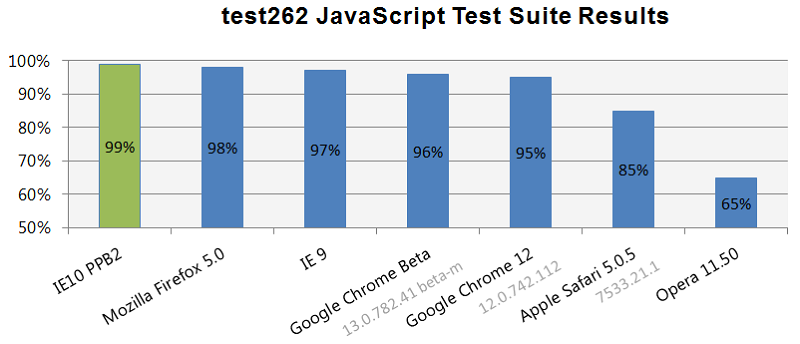 test262 JavaScript Test Suite Results
100%
90%
80%
70%
60%
50%
99%
98%
97%
96%
95%
85%
65%
IE10 PPB2
Mozilla Firefox 5.0
IE 9
Google Chrome Beta
13.0.782.41 beta-m
Google Chrome 12
12.0.742.112
Apple Safari 5.0.5
7533.21.1
Opera 11.50